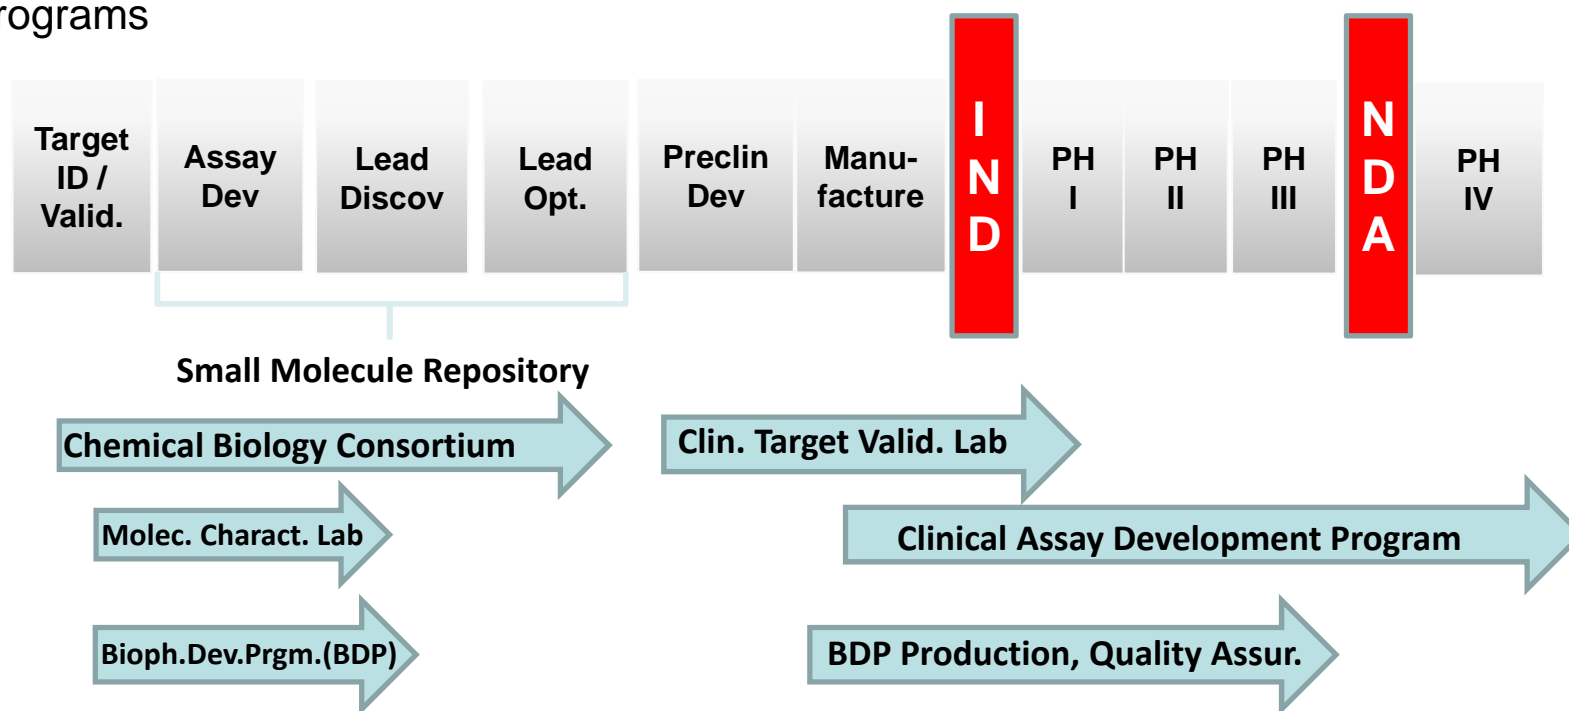 rograms
Target
ID /
Valid.
Assay
Dev
Lead
Discov
Lead
Opt.
Preclin
Dev
Manu-
facture
I
N
D
PH
I
PH
II
PH
III
N
D
A
PH
IV
Small Molecule Repository
Chemical Biology Consortium
Clin. Target Valid. Lab
Molec. Charact. Lab
Clinical Assay Development Program
Bioph.Dev.Prgm.(BDP)
BDP Production, Quality Assur.